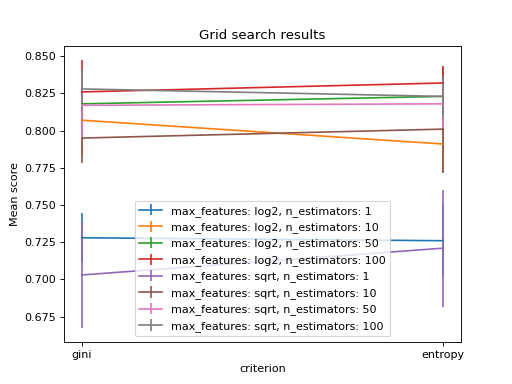 Grid search results
0.850
0.825
0.800
0.775
0.750
0.725
0.700
0.675
Mean score
max_features: log2, n_estimators: 1
max_features: log2, n_estimators: 10
max_features: log2, n_estimators: 50
max_features: log2, n_estimators: 100
max_features: sqrt, n_estimators: 1
max_features: sqrt, n_estimators: 10
max_features: sqrt, n_estimators: 50
max_features: sqrt, n_estimators: 100
gini entropy
criterion